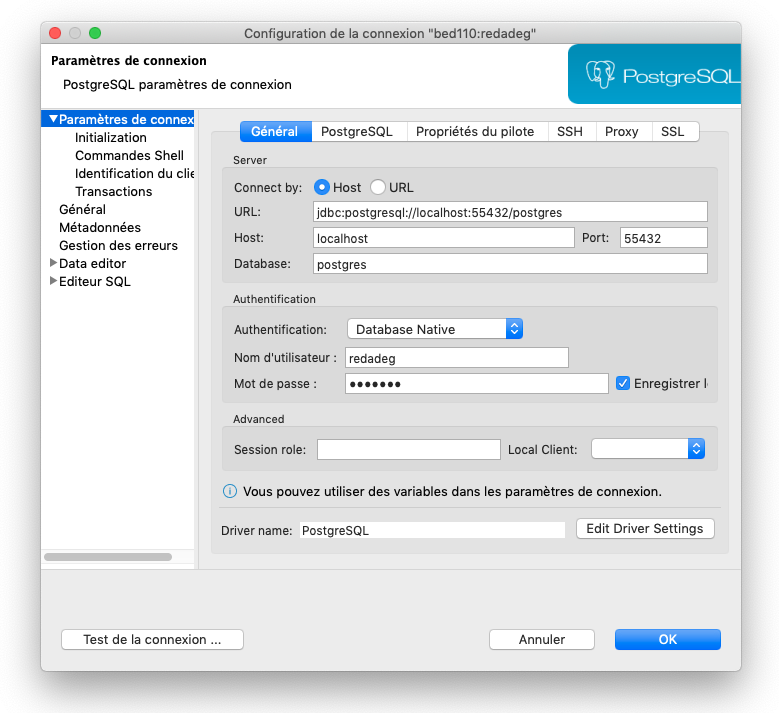 Configuration de la connexion "bed110:redadeg"
Paramètres de connexion
PostgreSQL paramètres de connexion
PostgreSQL
Paramètres de connex
Initialization
Commandes Shell
Identification du clie
Transactions
Général
Métadonnées
Gestion des erreurs
Data editor
Editeur SQL
Général PostgreSQL Propriétés du pilote SSH Proxy SSL
Server
Connect by: Host URL
URL: jdbc:postgresql://localhost:55432/postgres
Host: localhost Port: 55432
Database: postgres
Authentification
Authentification: Database Native
Nom d'utilisateur : redadeg
Mot de passe : ••••••• Enregistrer l
Advanced
Session role: Local Client:
Vous pouvez utiliser des variables dans les paramètres de connexion.
Driver name: PostgreSQL Edit Driver Settings
Test de la connexion ... Annuler OK